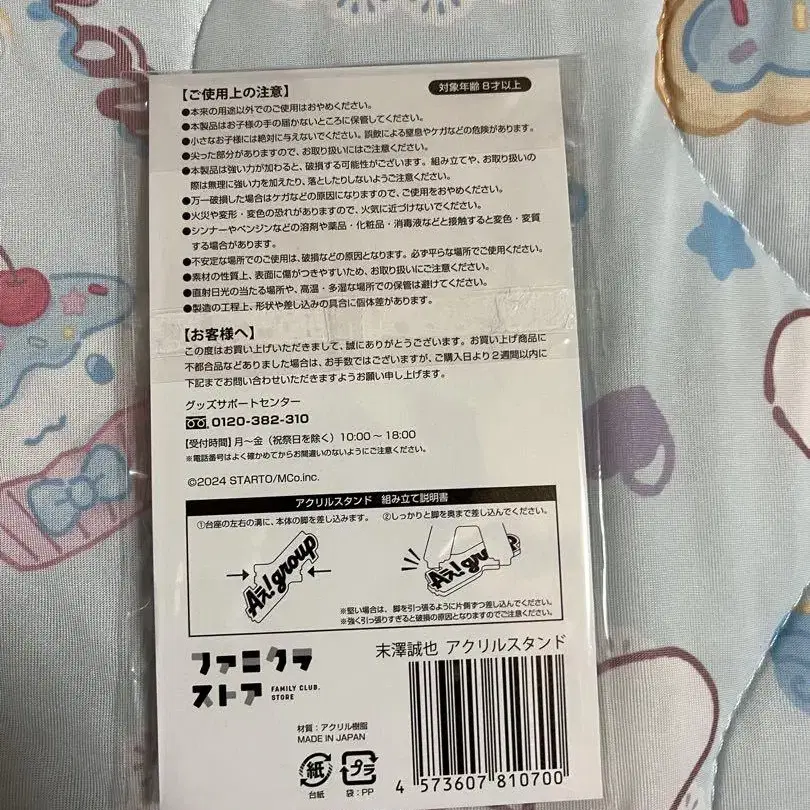 【ご使用上の注意】
対象年齢 8才以上
●本来の用途以外でのご使用はおやめください。
●本製品はお子様の手の届かないところに保管してください。
●小さなお子様には絶対に与えないでください。誤飲による窒息やケガなどの危険があります。
●尖った部分がありますので、お取り扱いにはご注意ください。
●本製品は強い力が加わると、破損する可能性がございます。組み立てや、お取り扱いの
際は無理に強い力を加えたり、落としたりしないようご注意ください。
●万一破損した場合はケガなどの原因になりますので、ご使用をおやめください。
●火災や変形・変色の恐れがありますので、火気に近づけないでください。
●シンナーやベンジンなどの溶剤や薬品・化粧品・消毒液などと接触すると変色・変質
する場合があります。
●不安定な場所でのご使用は、破損などの原因となります。必ず平らな場所でご使用ください。
●素材の性質上、表面に傷がつきやすいため、お取り扱いにご注意ください。
●直射日光の当たる場所や、高温・多湿な場所での保管は避けてください。
●製造の工程上、形状や差し込みの具合に個体差があります。
【お客様へ】
この度はお買い上げいただきまして、誠にありがとうございます。お買い上げ商品に
不都合品などありました場合は、お手数ではございますが、ご購入日より2週間以内に
下記までお問い合わせいただきますようお願い申し上げます。
グッズサポートセンター
0120-382-310
【受付時間】月〜金（祝祭日を除く）10:00〜18:00
※電話番号はよく確かめてからお間違いのないようにご注意ください。
©2024 STARTO/MCo.inc.
アクリルスタンド 組み立て説明書
①台座の左右の溝に、本体の脚を差し込みます。
②しっかりと脚を奥まで差し込んでください。
Aぇ! group
Aぇ! group
※堅い場合は、脚を引っ張るように片側ずつ差し込んでください。
※強く引っ張りすぎると破損の原因となりますのでご注意ください。
ファミクラ
ストア
FAMILY CLUB.
STORE
末澤誠也 アクリルスタンド
材質：アクリル樹脂
MADE IN JAPAN
紙
台紙
プラ
袋：PP
4 573607 810700